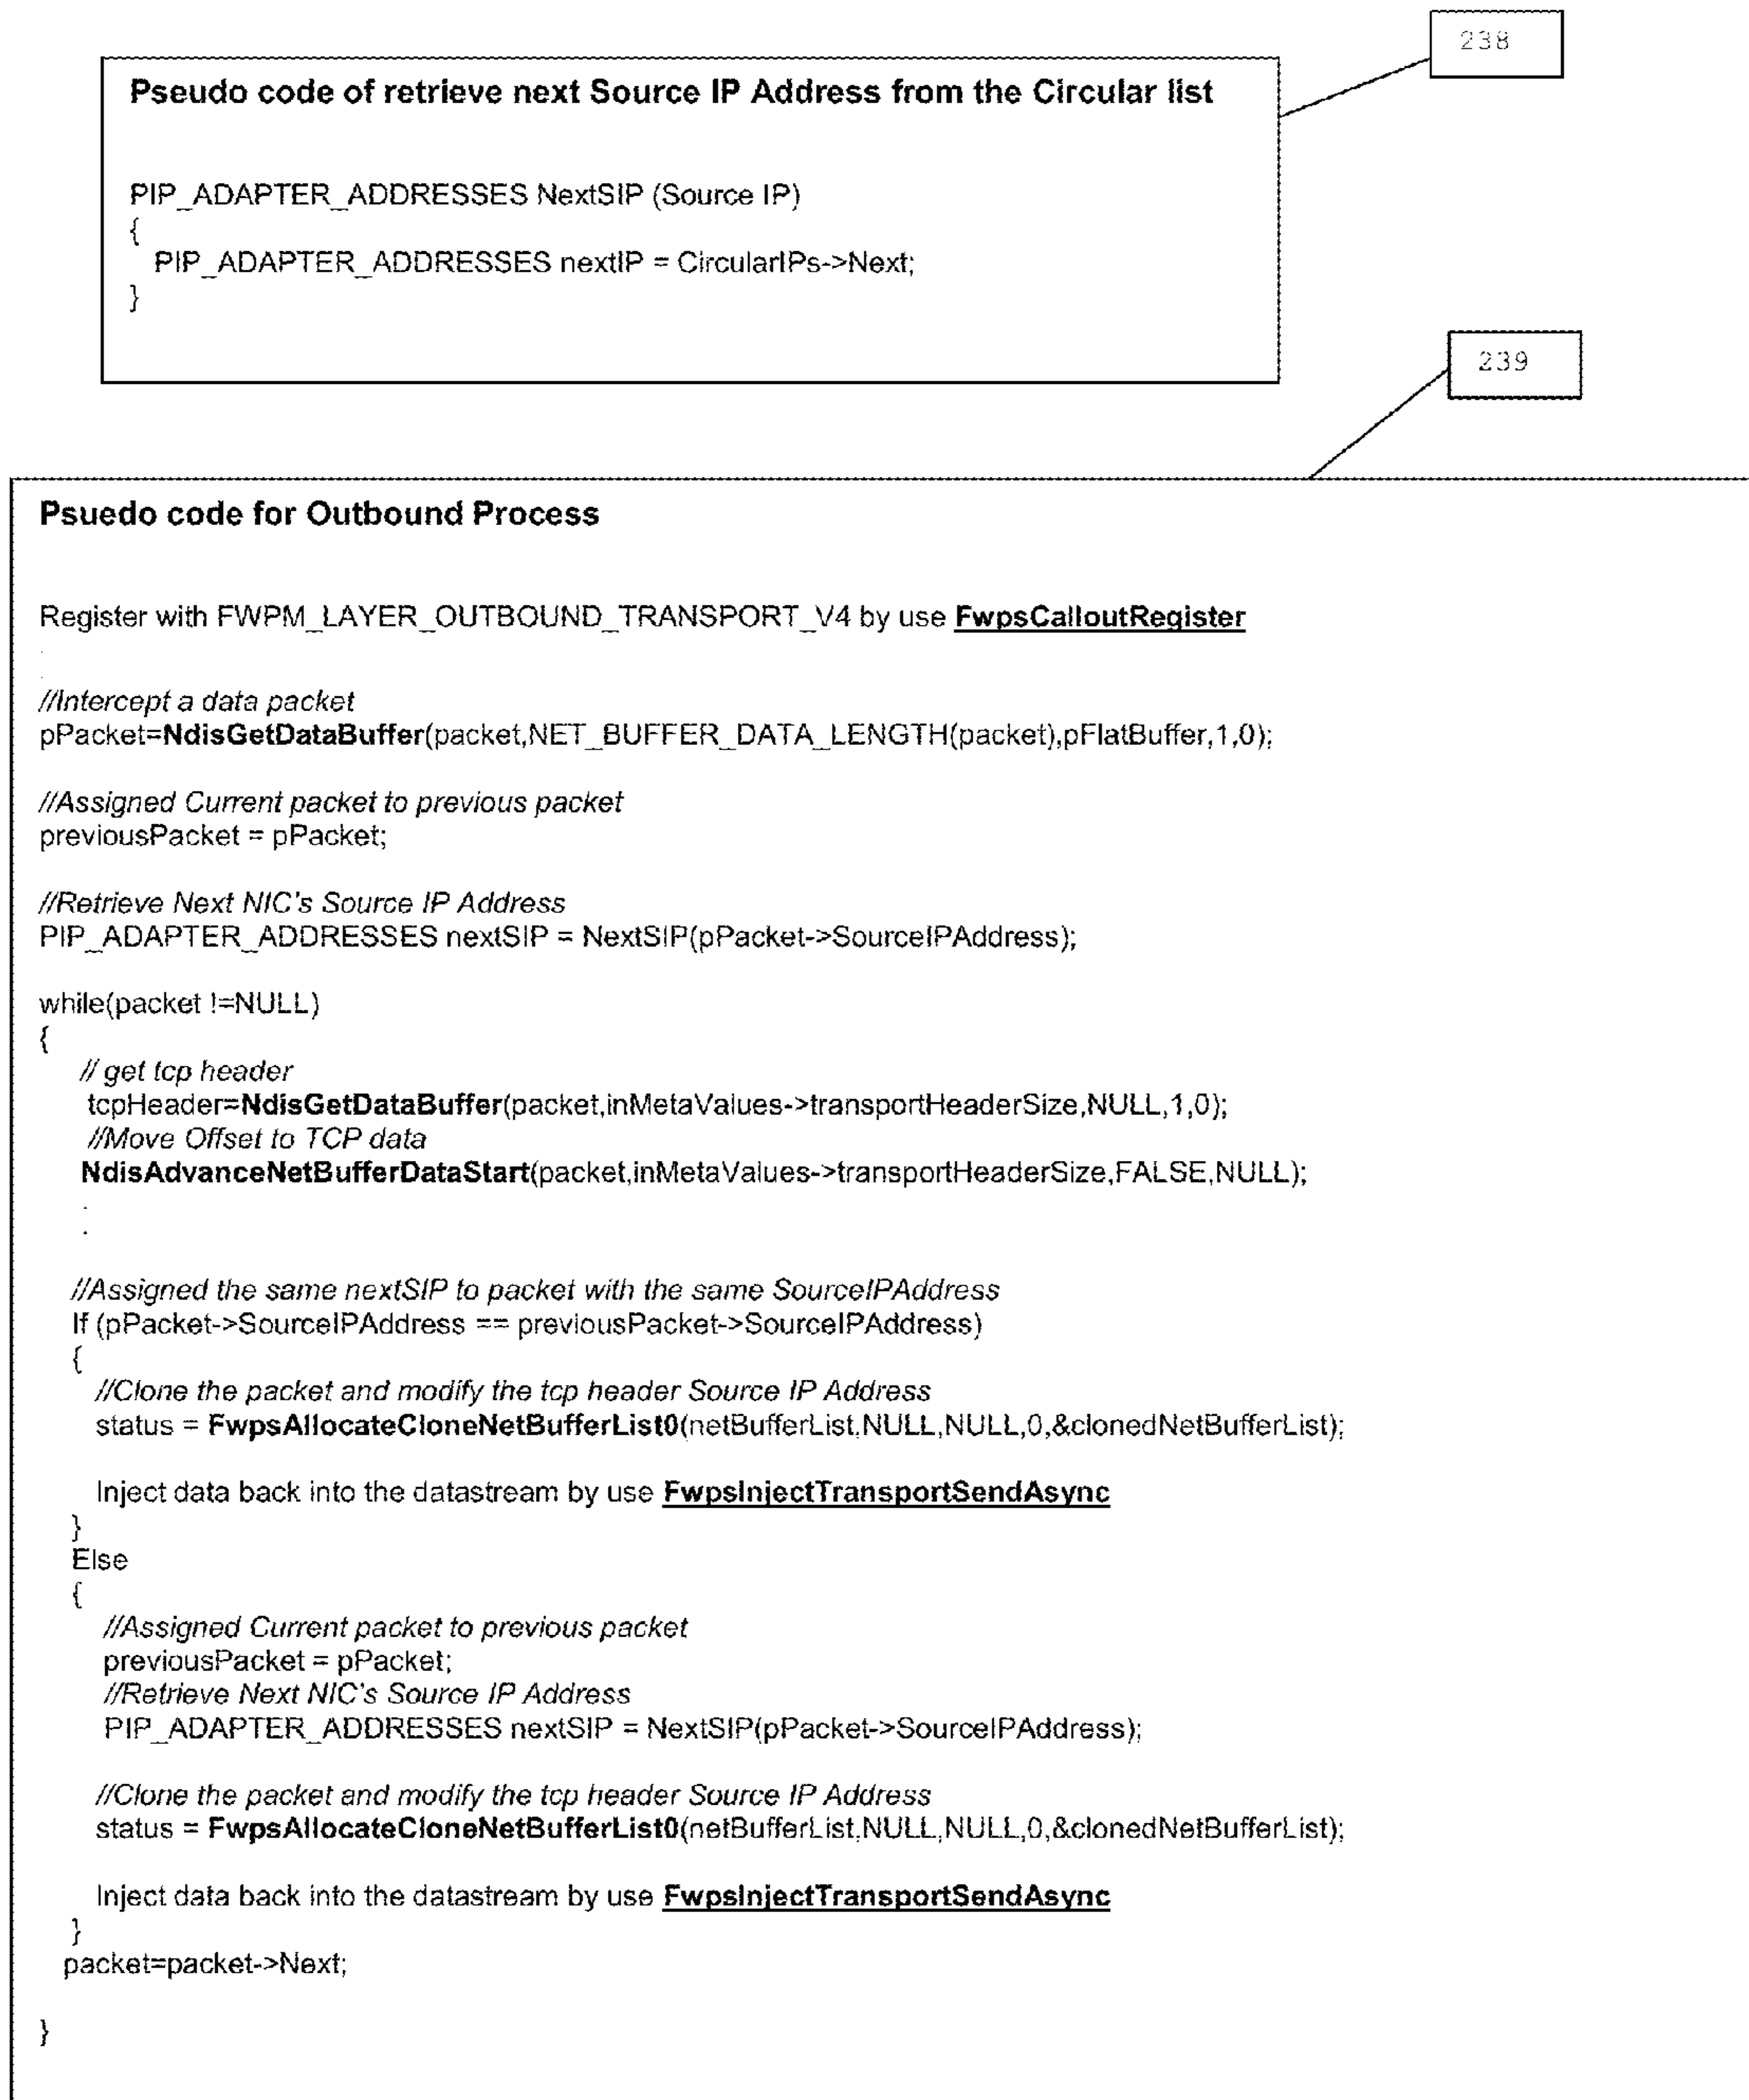 238
Pseudo code of retrieve next Source IP Address from the Circular list
PIP_ADAPTER_ADDRESSES NextSIP (Source IP)
{
PIP_ADAPTER_ADDRESSES nextIP = CircularIPs->Next;
}
239
Psuedo code for Outbound Process
Register with FWPM_LAYER_OUTBOUND_TRANSPORT_V4 by use FwpsCalloutRegister
.
.
//Intercept a data packet
pPacket=NdisGetDataBuffer(packet,NET_BUFFER_DATA_LENGTH(packet),pFlatBuffer,1,0);
//Assigned Current packet to previous packet
previousPacket = pPacket;
//Retrieve Next NIC's Source IP Address
PIP_ADAPTER_ADDRESSES nextSIP = NextSIP(pPacket->SourceIPAddress);
while(packet !=NULL)
{
// get tcp header
tcpHeader=NdisGetDataBuffer(packet,inMetaValues->transportHeaderSize,NULL,1,0);
//Move Offset to TCP data
NdisAdvanceNetBufferDataStart(packet,inMetaValues->transportHeaderSize,FALSE,NULL);
.
.
//Assigned the same nextSIP to packet with the same SourceIPAddress
If (pPacket->SourceIPAddress == previousPacket->SourceIPAddress)
{
//Clone the packet and modify the tcp header Source IP Address
status = FwpsAllocateCloneNetBufferList0(netBufferList,NULL,NULL,0,&clonedNetBufferList);
Inject data back into the datastream by use FwpsInjectTransportSendAsync
}
Else
{
//Assigned Current packet to previous packet
previousPacket = pPacket;
//Retrieve Next NIC's Source IP Address
PIP_ADAPTER_ADDRESSES nextSIP = NextSIP(pPacket->SourceIPAddress);
//Clone the packet and modify the tcp header Source IP Address
status = FwpsAllocateCloneNetBufferList0(netBufferList,NULL,NULL,0,&clonedNetBufferList);
Inject data back into the datastream by use FwpsInjectTransportSendAsync
}
packet=packet->Next;
}